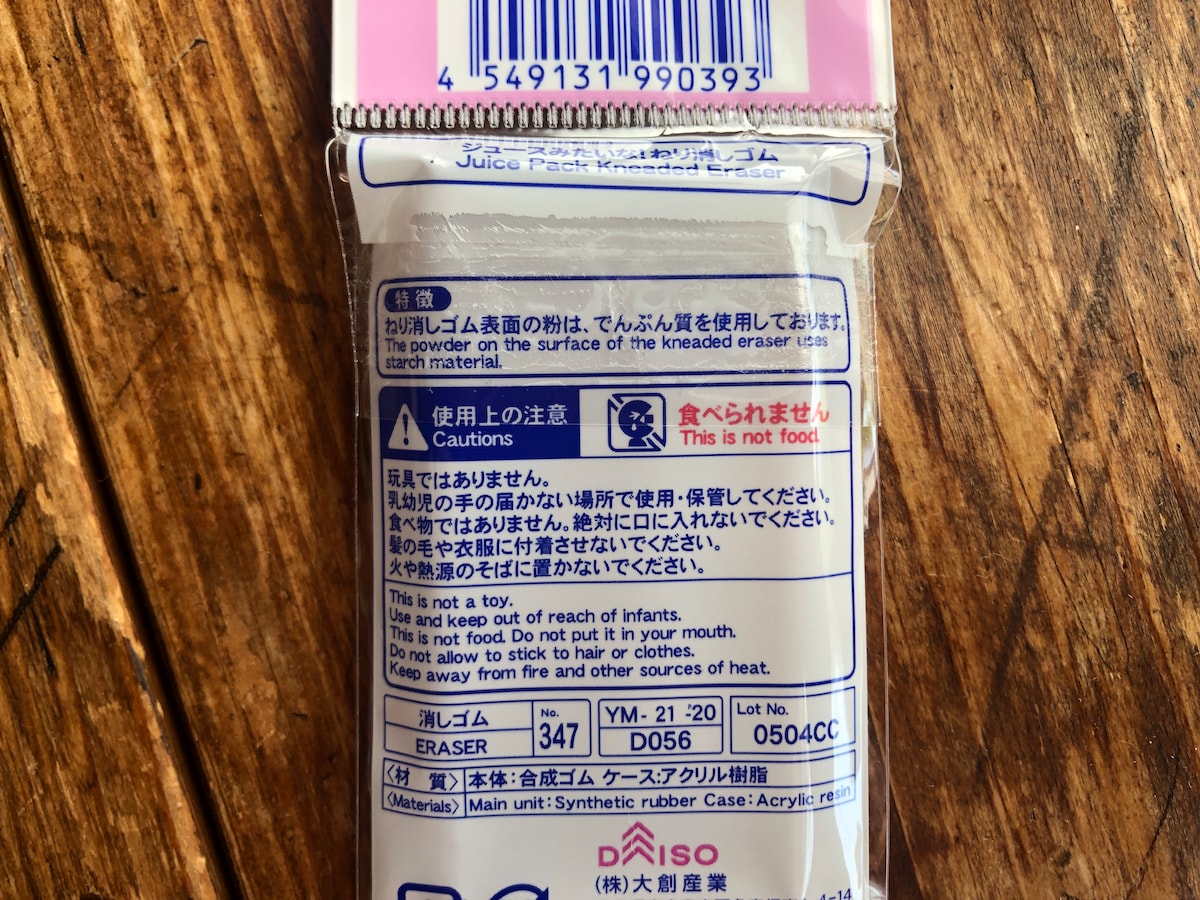 4 549131 990393
ジュースみたいな!ねり消しゴム
Juice Pack Kneaded Eraser
特徴
ねり消しゴム表面の粉は、でんぷん質を使用しております。
The powder on the surface of the kneaded eraser uses
starch material.
使用上の注意
Cautions
食べられません
This is not food.
玩具ではありません。
乳幼児の手の届かない場所で使用・保管してください。
食べ物ではありません。絶対に口に入れないでください。
髪の毛や衣服に付着させないでください。
火や熱源のそばに置かないでください。
This is not a toy.
Use and keep out of reach of infants.
This is not food. Do not put it in your mouth.
Do not allow to stick to hair or clothes.
Keep away from fire and other sources of heat.
消しゴム
ERASER
No.
347
YM- 21 -'20
D056
Lot No.
0504CC
〈材 質〉 本体:合成ゴム ケース:アクリル樹脂
〈Materials〉 Main unit:Synthetic rubber Case:Acrylic resin
DAISO
(株)大創産業
4-14